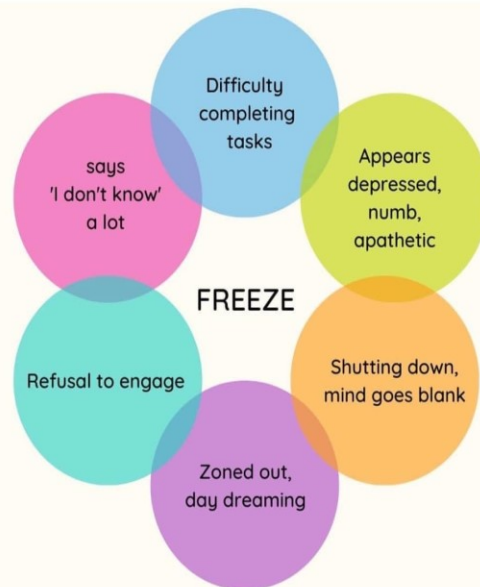 Difficulty
completing
tasks
Appears
depressed,
numb,
apathetic
says
'I don't know'
a lot
FREEZE
Shutting down,
mind goes blank
Refusal to engage
Zoned out,
day dreaming